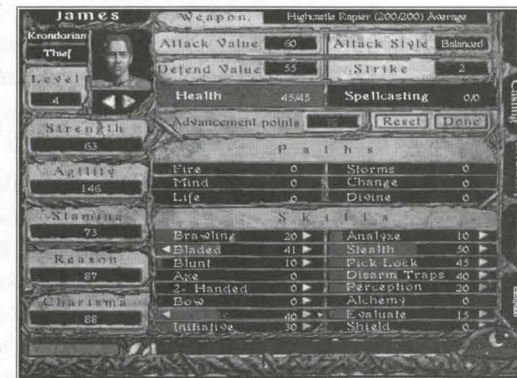 James
Krondorian
Thief
Level
4
Strength
63
Agility
146
Stamina
73
Reason
87
Charisma
88
Weapon Highcastle Rapier (200/200) Average
Attack Value 60 Attack Style Balanced
Defend Value 55 Strike 2
Health 45/45 Spellcasting 0/0
Advancement points Reset Done
Paths
Fire 0 Storms 0
Mind 0 Change 0
Life 0 Divine 0
Skills
Brawling 20 Analyze 10
Bladed 41 Stealth 50
Blunt 10 Pick Lock 45
Axe 0 Disarm Traps 40
2-Handed 0 Perception 20
Bow 0 Alchemy 0
40 Evaluate 15
Initiative 30 Shield 0
Casting